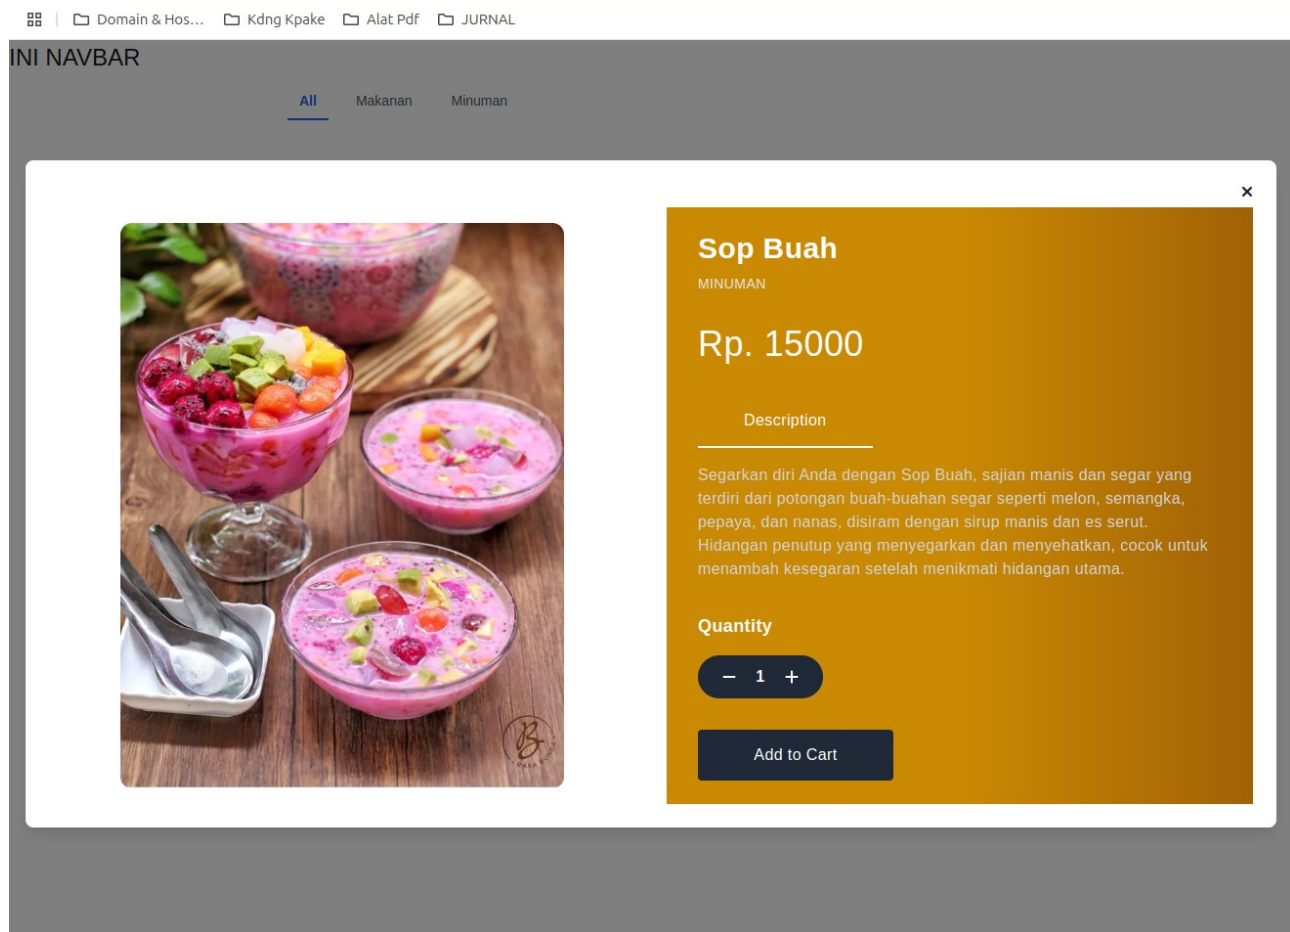 Domain & Hos...
Kdng Kpake
Alat Pdf
JURNAL
INI NAVBAR
All
Makanan
Minuman
Sop Buah
MINUMAN
Rp. 15000
Description
Segarkan diri Anda dengan Sop Buah, sajian manis dan segar yang
terdiri dari potongan buah-buahan segar seperti melon, semangka,
pepaya, dan nanas, disiram dengan sirup manis dan es serut.
Hidangan penutup yang menyegarkan dan menyehatkan, cocok untuk
menambah kesegaran setelah menikmati hidangan utama.
Quantity
1
Add to Cart
B
RASA BUNDA